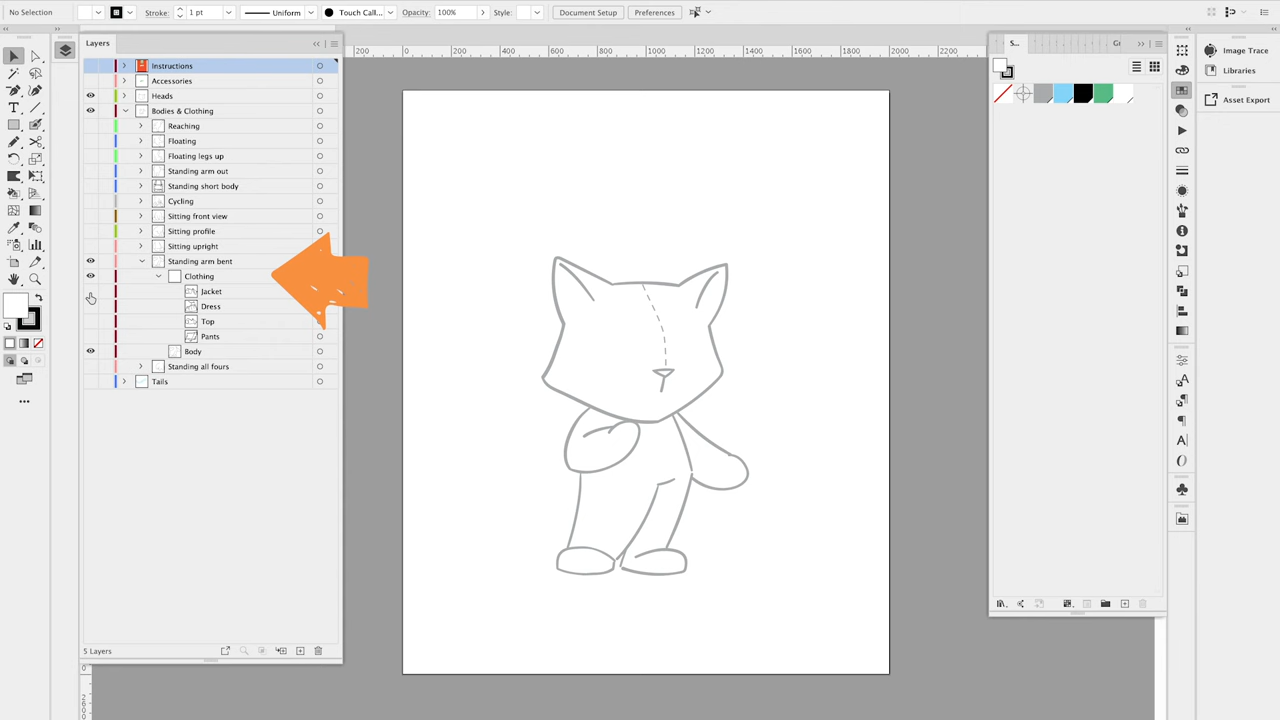 No Selection Stroke: 1 pt Uniform Touch Call... Opacity: 100% Style: Document Setup Preferences
Layers
Instructions
Accessories
Heads
Bodies & Clothing
Reaching
Floating
Floating legs up
Standing arm out
Standing short body
Cycling
Sitting front view
Sitting profile
Sitting upright
Standing arm bent
Clothing
Jacket
Dress
Top
Pants
Body
Standing all fours
Tails
5 Layers
200 0 200 400 600 800 1000 1200 1400 1600 1800 2000 2200
0
2600
S...
Image Trace
Libraries
Asset Export